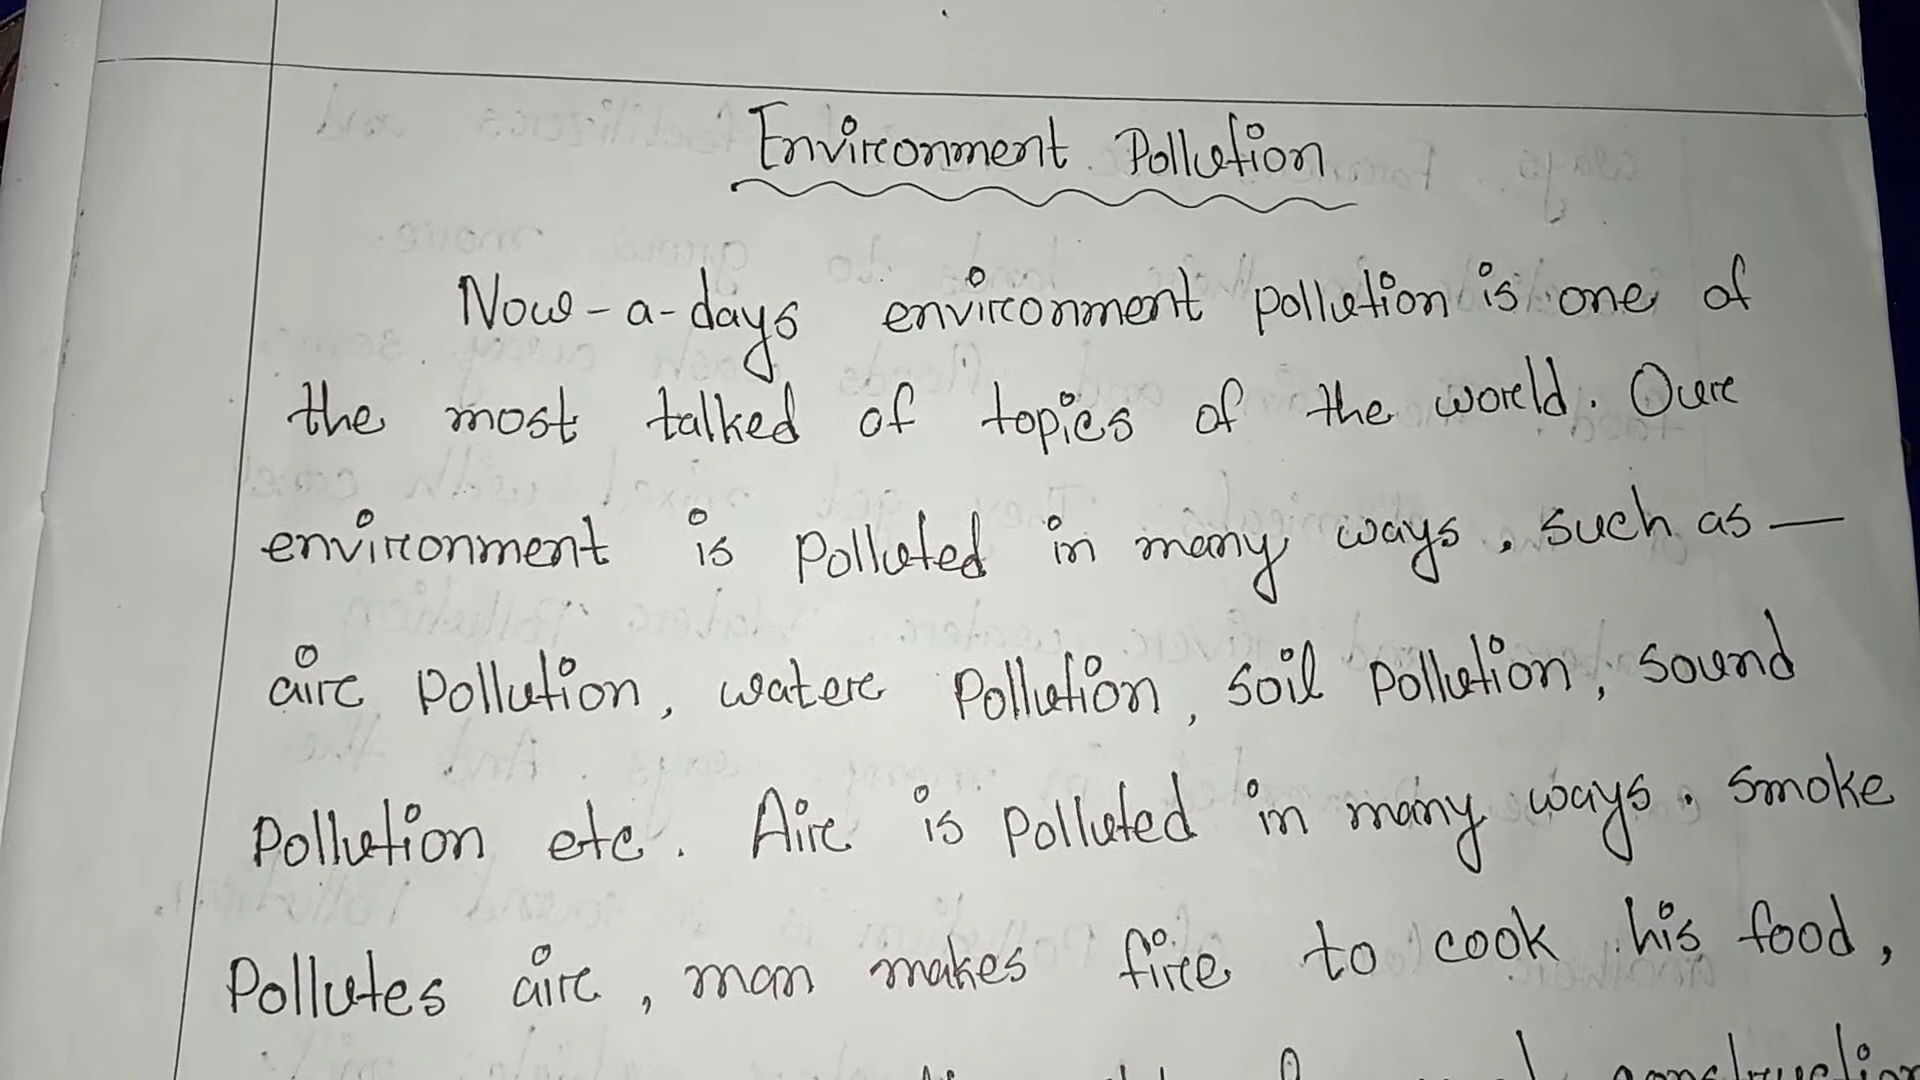 Environment Pollution
Now-a-days environment pollution is one of
the most talked of topics of the world. Our
environment is polluted in many ways, such as —
air pollution, water pollution, soil pollution, sound
pollution etc. Air is polluted in many ways. Smoke
pollutes air, man makes fire to cook his food,
construction